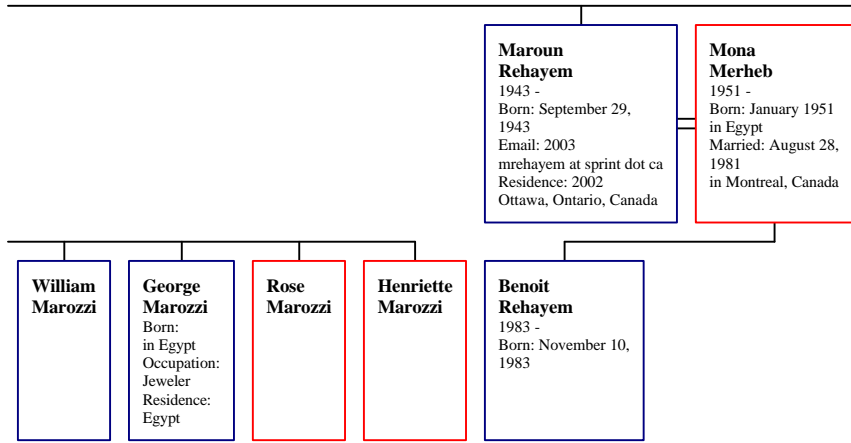 Maroun
Rehayem
1943 -
Born: September 29,
1943
Email: 2003
mrehayem at sprint dot ca
Residence: 2002
Ottawa, Ontario, Canada
Mona
Merheb
1951 -
Born: January 1951
in Egypt
Married: August 28,
1981
in Montreal, Canada
William
Marozzi
George
Marozzi
Born:
in Egypt
Occupation:
Jeweler
Residence:
Egypt
Rose
Marozzi
Henriette
Marozzi
Benoit
Rehayem
1983 -
Born: November 10,
1983